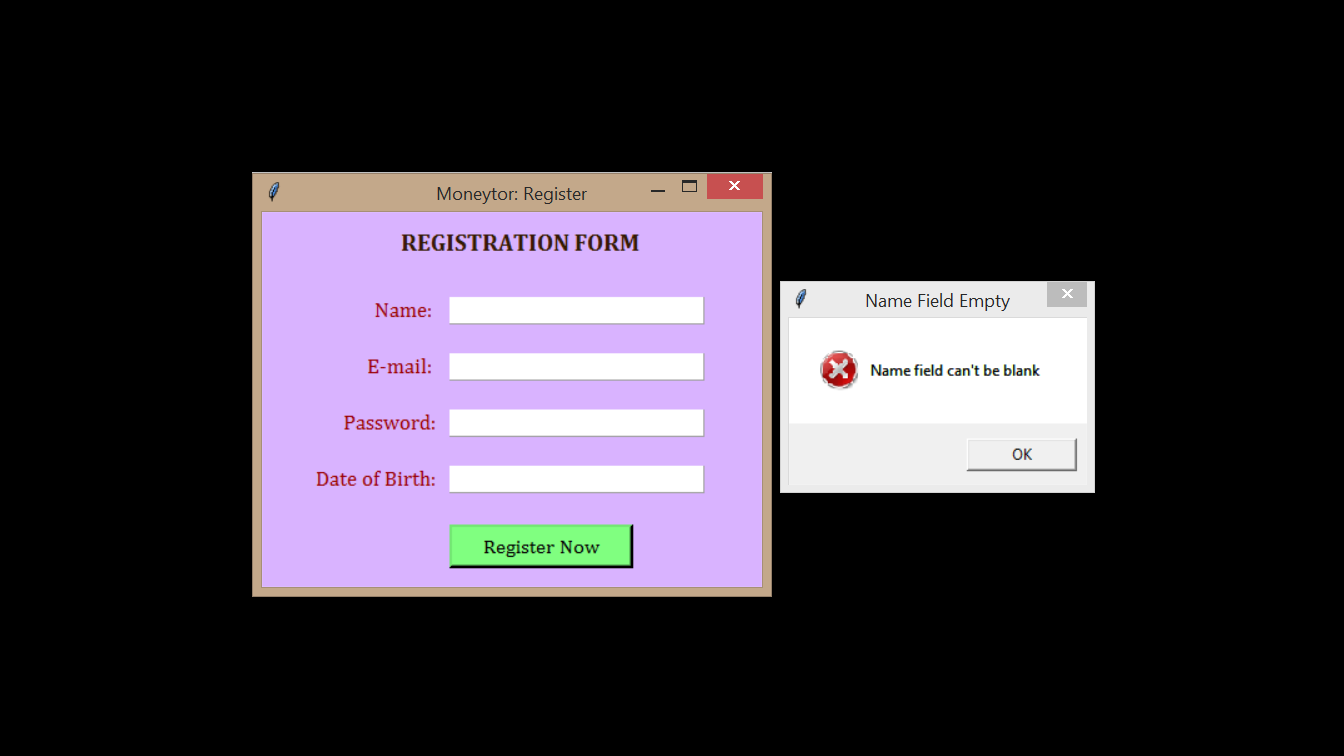 Moneytor: Register
REGISTRATION FORM
Name:
E-mail:
Password:
Date of Birth:
Register Now
Name Field Empty
Name field can't be blank
OK